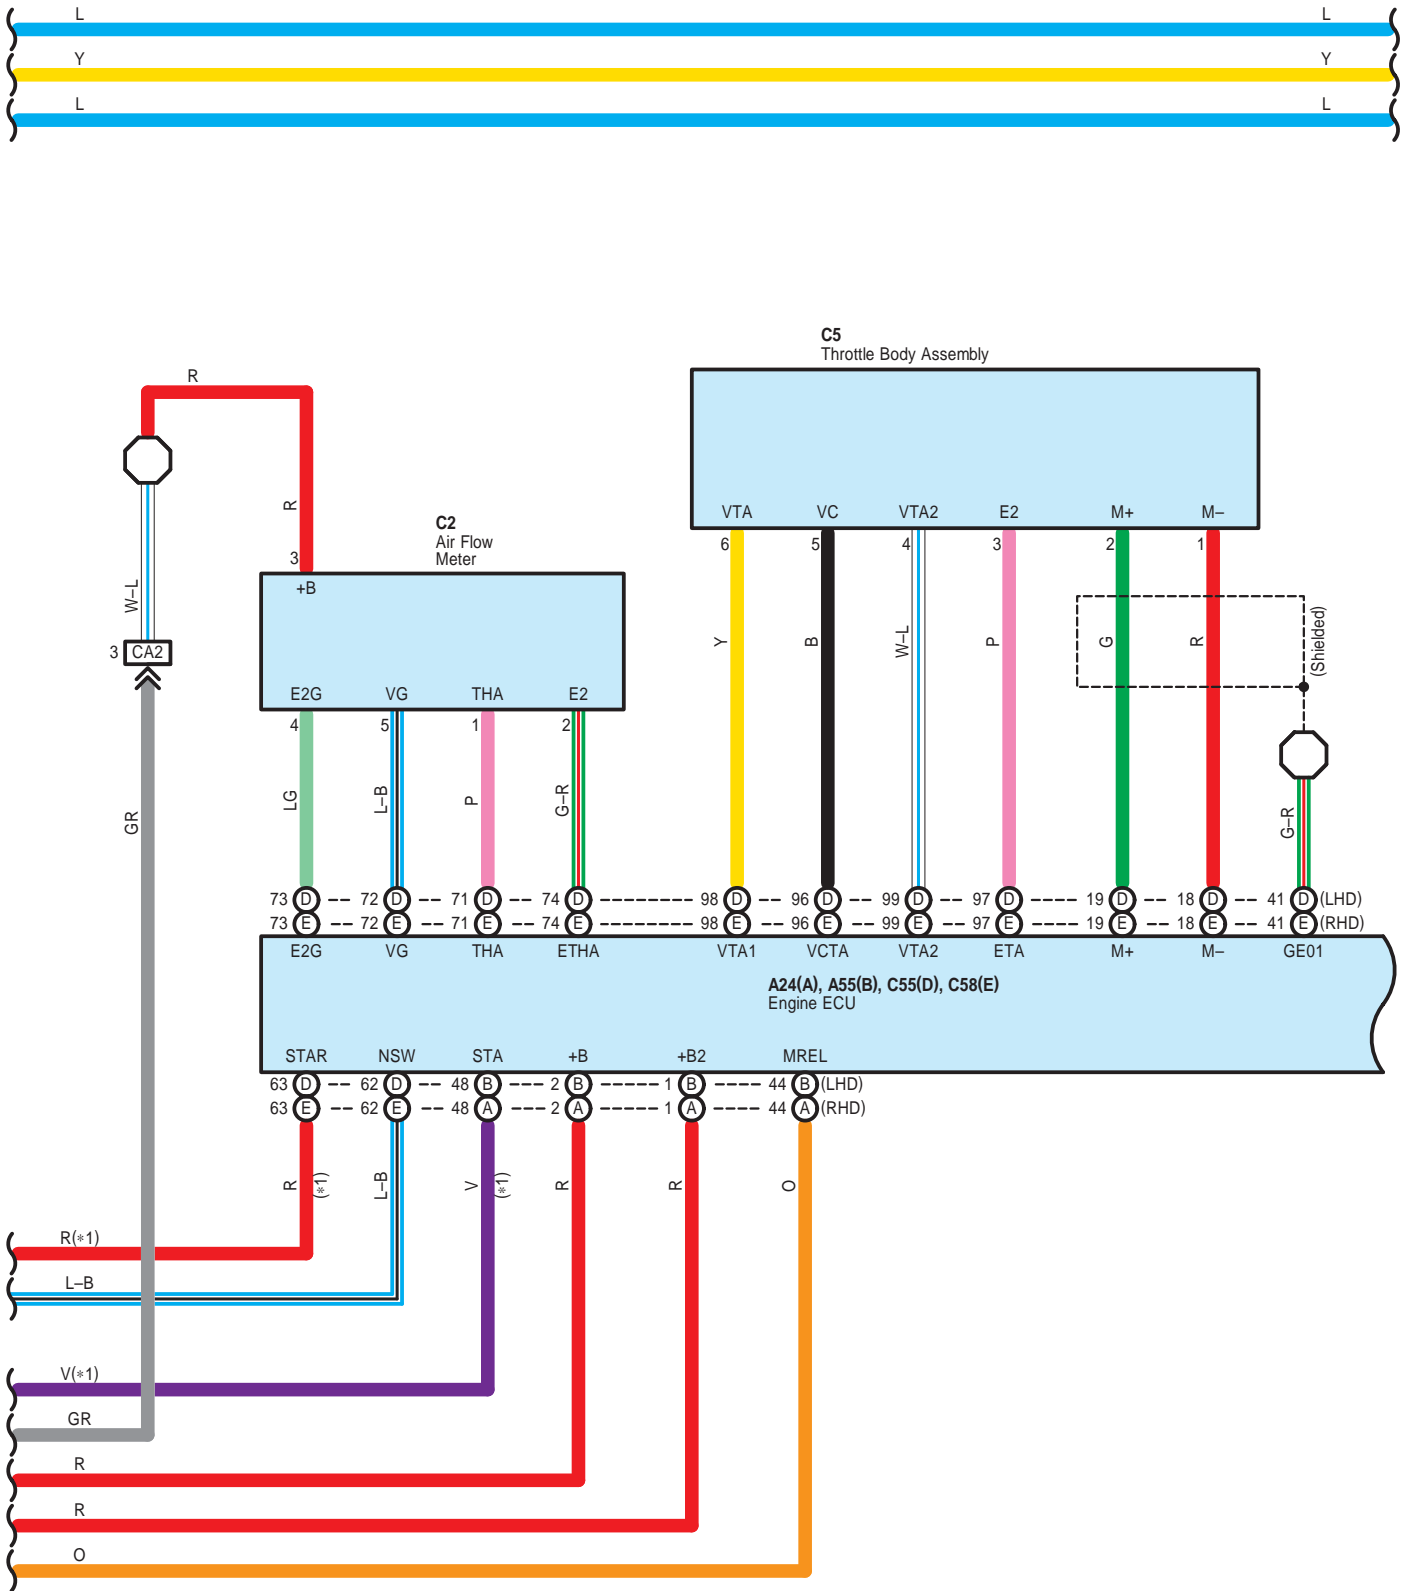 L L
Y Y
L L
C5
Throttle Body Assembly
R
VTA VC VTA2 E2 M+ M–
6 5 4 3 2 1
R
C2
Air Flow
Meter
3
+B
W–L
3 CA2
Y B W–L P G R (Shielded)
E2G VG THA E2
4 5 1 2
GR
LG L–B P G–R
G–R
73 D 72 D 71 D 74 D 98 D 96 D 99 D 97 D 19 D 18 D 41 D (LHD)
73 E 72 E 71 E 74 E 98 E 96 E 99 E 97 E 19 E 18 E 41 E (RHD)
E2G VG THA ETHA VTA1 VCTA VTA2 ETA M+ M– GE01
A24(A), A55(B), C55(D), C58(E)
Engine ECU
STAR NSW STA +B +B2 MREL
63 D 62 D 48 B 2 B 1 B 44 B (LHD)
63 E 62 E 48 A 2 A 1 A 44 A (RHD)
R (*1) L–B V (*1) R R O
R(*1)
L–B
V(*1)
GR
R
R
O